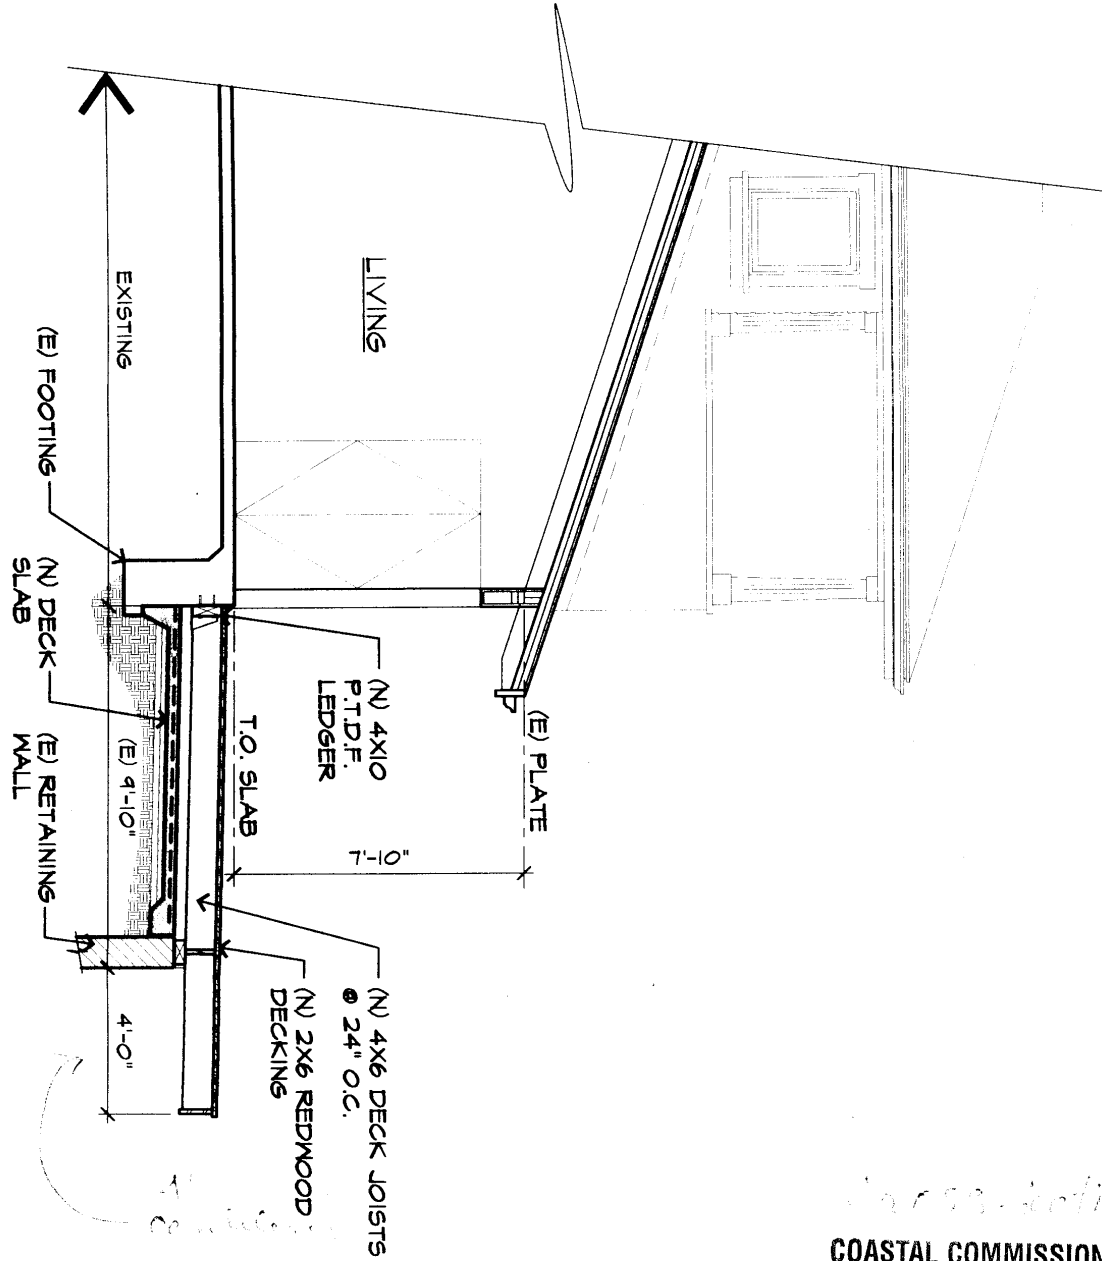 LIVING
EXISTING
(E) FOOTING
(N) DECK
SLAB
(E) RETAINING
WALL
(E) 9'-10"
4'-0"
T.O. SLAB
(N) 4X10
P.T.D.F.
LEDGER
(E) PLATE
7'-10"
(N) 4X6 DECK JOISTS
@ 24" O.C.
(N) 2X6 REDWOOD
DECKING
4'
COASTAL COMMISSION